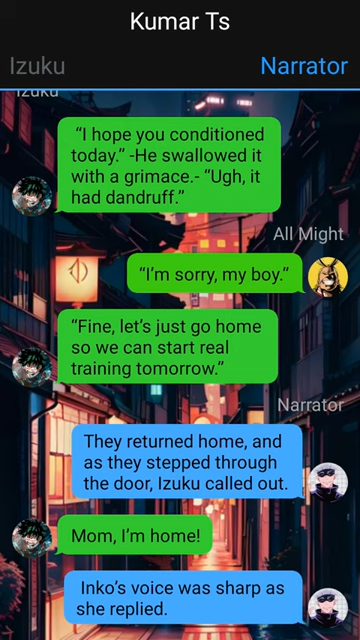 Kumar Ts
Izuku
Narrator
Izuku
“I hope you conditioned
today.” -He swallowed it
with a grimace.- “Ugh, it
had dandruff.”
All Might
“I’m sorry, my boy.”
“Fine, let’s just go home
so we can start real
training tomorrow.”
Narrator
They returned home, and
as they stepped through
the door, Izuku called out.
Mom, I’m home!
Inko’s voice was sharp as
she replied.